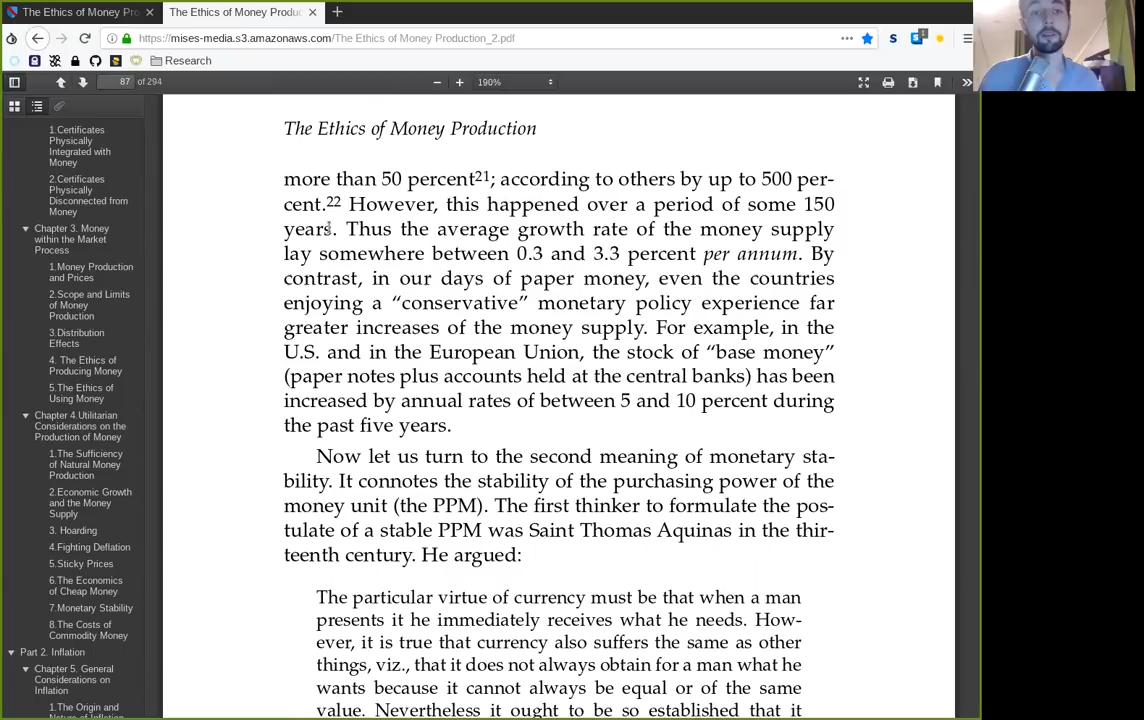 The Ethics of Money Pro
The Ethics of Money Produc
https://mises-media.s3.amazonaws.com/The Ethics of Money Production_2.pdf
S
S
1
Research
87 of 294
190%
1.Certificates
Physically
Integrated with
Money
2.Certificates
Physically
Disconnected from
Money
Chapter 3. Money
within the Market
Process
1.Money Production
and Prices
2.Scope and Limits
of Money
Production
3.Distribution
Effects
4. The Ethics of
Producing Money
5.The Ethics of
Using Money
Chapter 4.Utilitarian
Considerations on the
Production of Money
1.The Sufficiency
of Natural Money
Production
2.Economic Growth
and the Money
Supply
3. Hoarding
4.Fighting Deflation
5.Sticky Prices
6.The Economics
of Cheap Money
7.Monetary Stability
8.The Costs of
Commodity Money
Part 2. Inflation
Chapter 5. General
Considerations on
Inflation
1.The Origin and
Nature of Inflation
The Ethics of Money Production
more than 50 percent21; according to others by up to 500 per-
cent.22 However, this happened over a period of some 150
years. Thus the average growth rate of the money supply
lay somewhere between 0.3 and 3.3 percent per annum. By
contrast, in our days of paper money, even the countries
enjoying a “conservative” monetary policy experience far
greater increases of the money supply. For example, in the
U.S. and in the European Union, the stock of “base money”
(paper notes plus accounts held at the central banks) has been
increased by annual rates of between 5 and 10 percent during
the past five years.
Now let us turn to the second meaning of monetary sta-
bility. It connotes the stability of the purchasing power of the
money unit (the PPM). The first thinker to formulate the pos-
tulate of a stable PPM was Saint Thomas Aquinas in the thir-
teenth century. He argued:
The particular virtue of currency must be that when a man
presents it he immediately receives what he needs. How-
ever, it is true that currency also suffers the same as other
things, viz., that it does not always obtain for a man what he
wants because it cannot always be equal or of the same
value. Nevertheless it ought to be so established that it